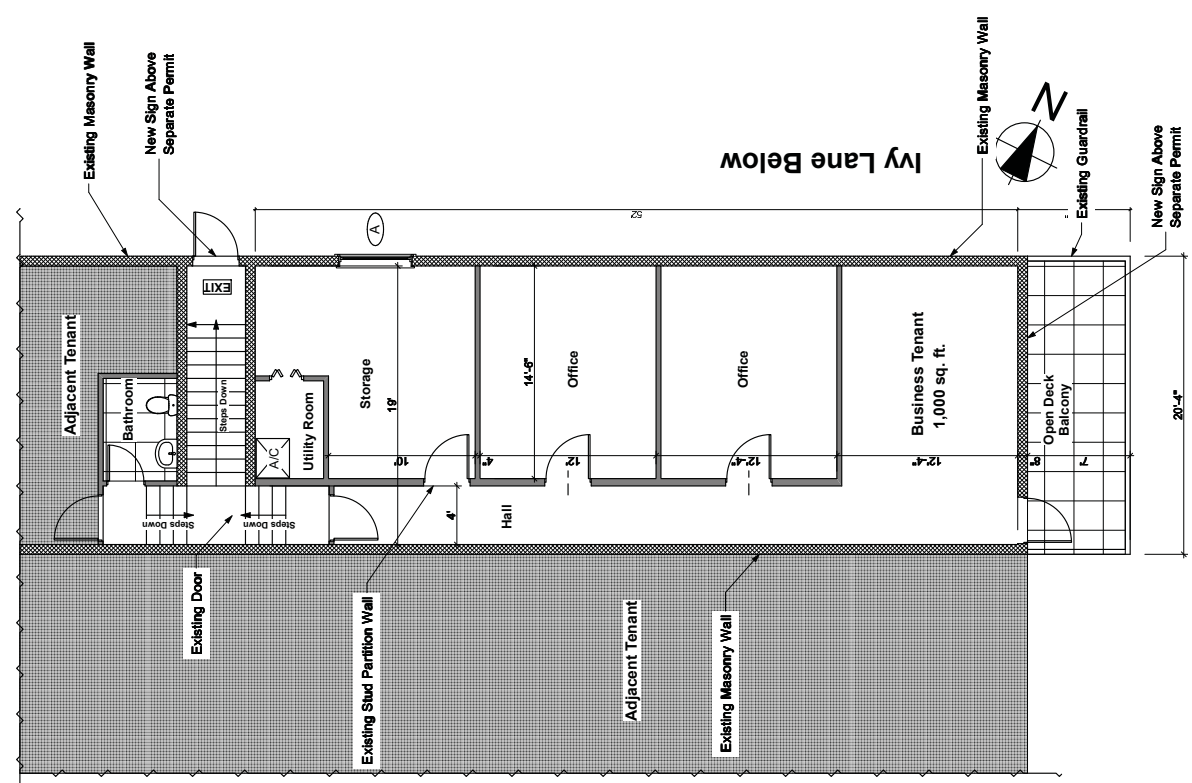 Existing Masonry Wall
New Sign Above
Separate Permit
Existing Masonry Wall
N
Existing Guardrail
New Sign Above
Separate Permit
Ivy Lane Below
52
A
EXIT
Adjacent Tenant
Bathroom
Steps Down
Utility Room
A/C
Storage
19'
10'
14'-6"
Office
4"
12'
Office
12'-4"
Business Tenant
1,000 sq. ft.
12'-4"
Open Deck
Balcony
8"
7'
20'-4"
Steps Down
Steps Down
4'
Hall
Existing Door
Existing Stud Partition Wall
Adjacent Tenant
Existing Masonry Wall